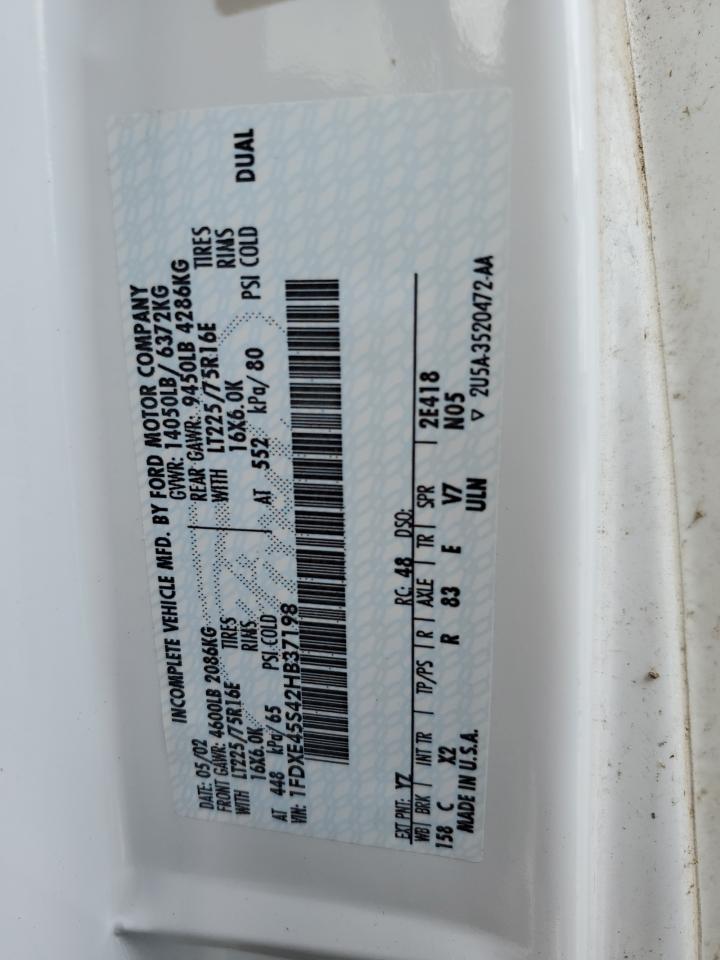 INCOMPLETE VEHICLE MFD. BY FORD MOTOR COMPANY
DATE: 05/02 GVWR: 14050LB/ 6372KG
FRONT GAWR: 4600LB 2086KG REAR GAWR: 9450LB 4286KG
WITH LT225/75R16E TIRES WITH LT225/75R16E TIRES
16X6.0K RIMS 16X6.0K RIMS
AT 448 kPa/ 65 PSI COLD AT 552 kPa/ 80 PSI COLD DUAL
VIN: 1FDXE45S42HB37198
EXT PNT: YZ RC: 48 DSO:
WB BRK INT TR TP/PS R AXLE TR SPR 2E418
158 C X2 R 83 E V7 N05
MADE IN U.S.A. ULN ▽ 2U5A-3520472-AA